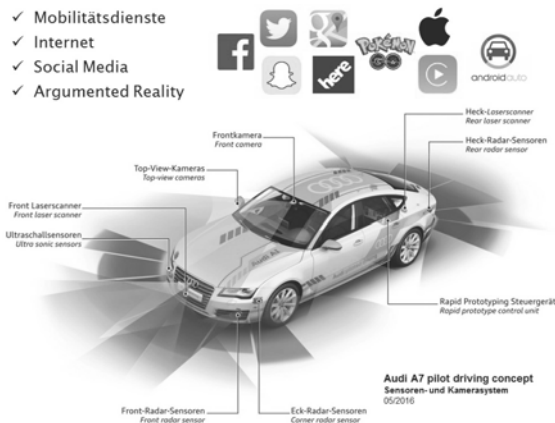 ✓ Mobilitätsdienste
✓ Internet
✓ Social Media
✓ Argumented Reality
here
POKÉMON
GO
androidauto
Heck-Laserscanner
Rear laser scanner
Frontkamera
Front camera
Heck-Radar-Sensoren
Rear radar sensor
Top-View-Kameras
Top-view cameras
Front Laserscanner
Front laser scanner
Ultraschallsensoren
Ultra sonic sensors
Rapid Prototyping Steuergerät
Rapid prototype control unit
Audi A7 pilot driving concept
Sensoren- und Kamerasystem
05/2016
Front-Radar-Sensoren
Front radar sensor
Eck-Radar-Sensoren
Corner radar sensor